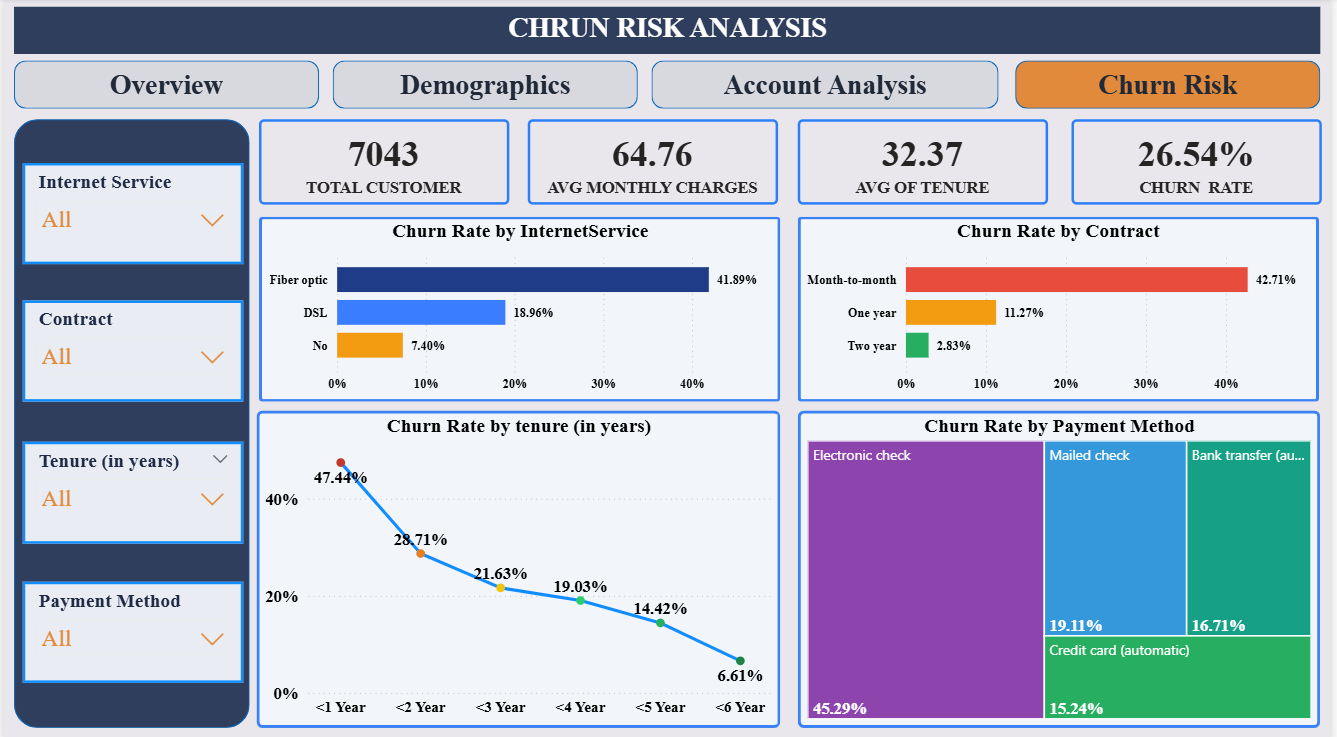 CHRUN RISK ANALYSIS
Overview
Demographics
Account Analysis
Churn Risk
Internet Service
All
Contract
All
Tenure (in years)
All
Payment Method
All
7043
TOTAL CUSTOMER
64.76
AVG MONTHLY CHARGES
32.37
AVG OF TENURE
26.54%
CHURN RATE
Churn Rate by InternetService
Fiber optic 41.89%
DSL 18.96%
No 7.40%
0% 10% 20% 30% 40%
Churn Rate by Contract
Month-to-month 42.71%
One year 11.27%
Two year 2.83%
0% 10% 20% 30% 40%
Churn Rate by tenure (in years)
47.44%
40%
28.71%
21.63%
19.03%
20%
14.42%
6.61%
0%
<1 Year <2 Year <3 Year <4 Year <5 Year <6 Year
Churn Rate by Payment Method
Electronic check
45.29%
Mailed check
19.11%
Bank transfer (au...
16.71%
Credit card (automatic)
15.24%